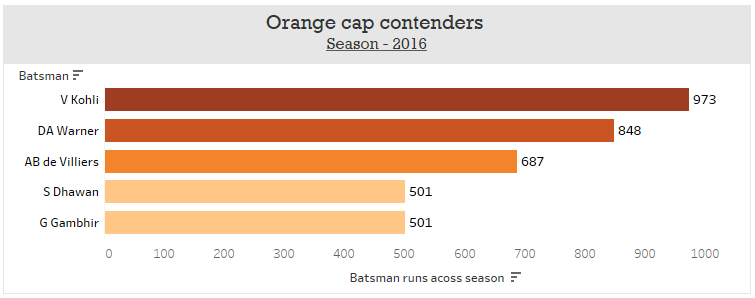 Orange cap contenders
Season - 2016
Batsman
V Kohli 973
DA Warner 848
AB de Villiers 687
S Dhawan 501
G Gambhir 501
0 100 200 300 400 500 600 700 800 900 1000
Batsman runs acoss season